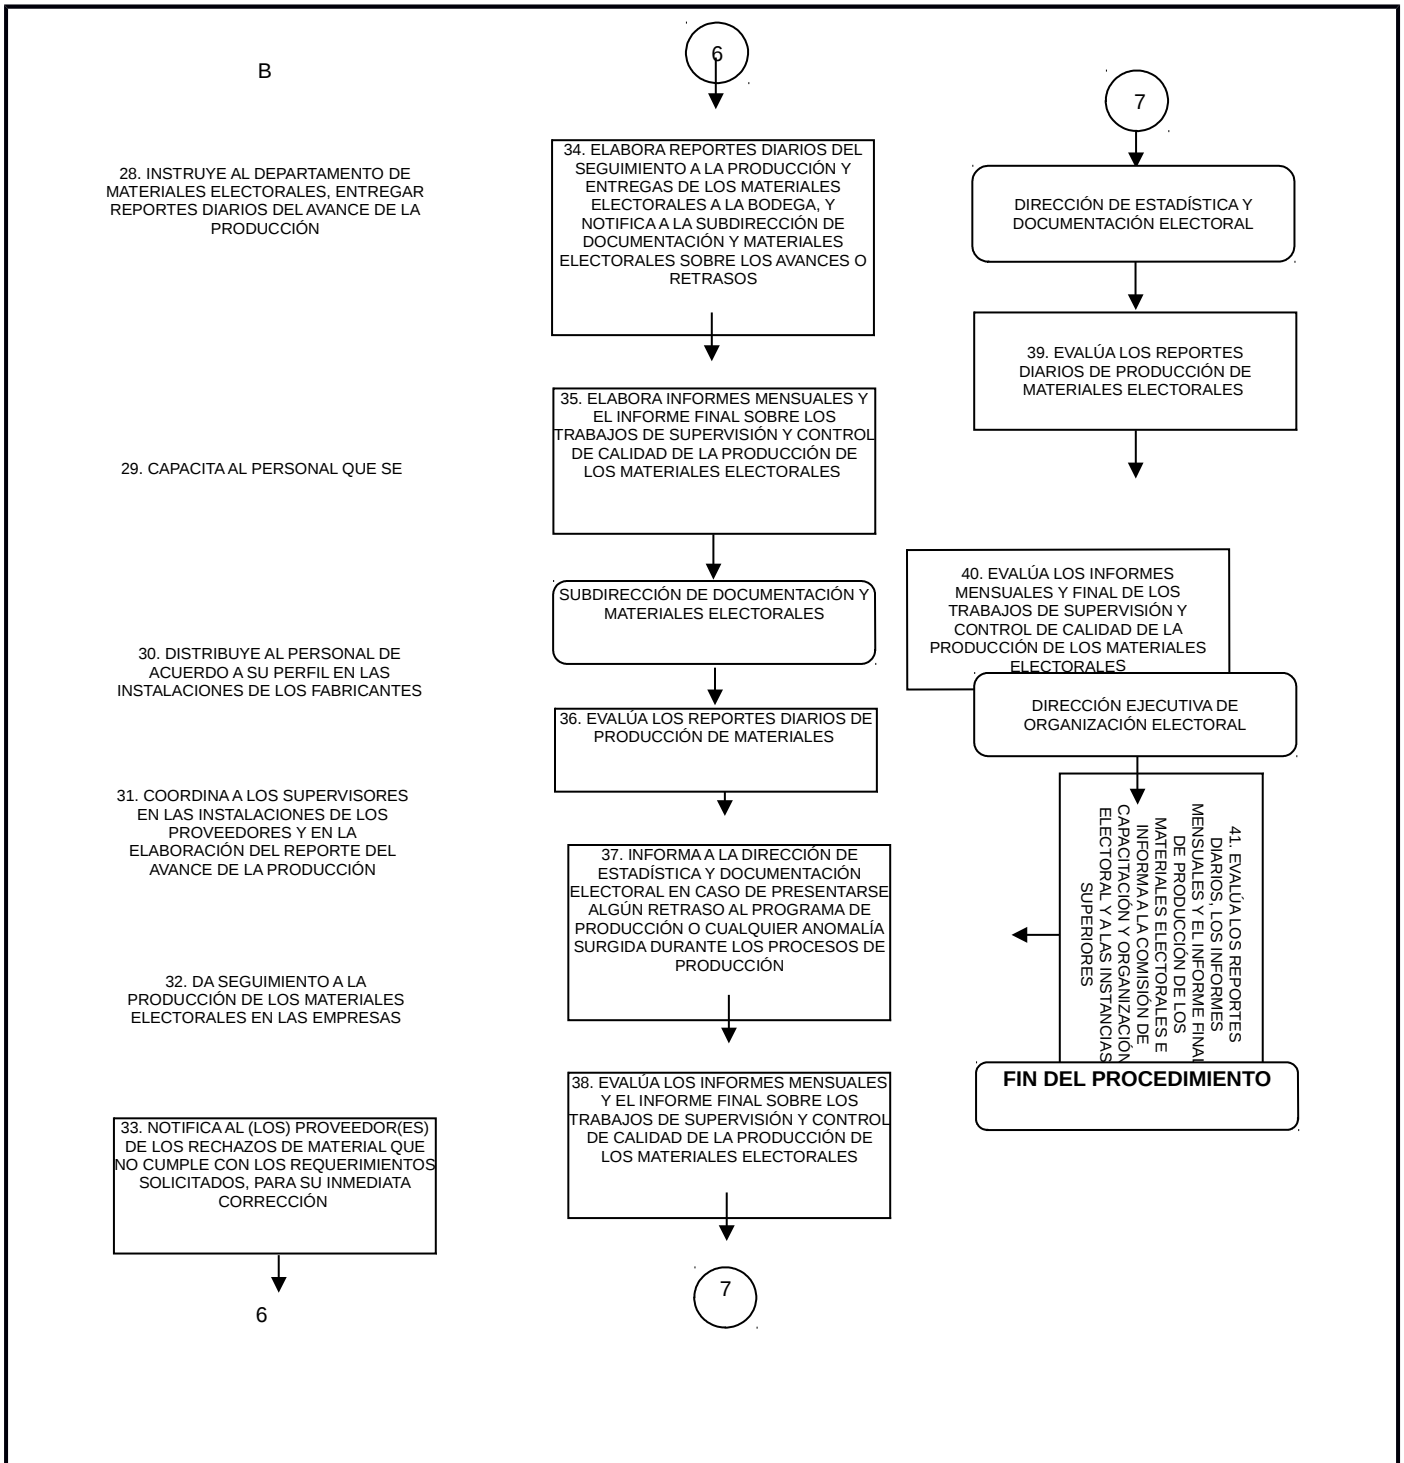 B
28. INSTRUYE AL DEPARTAMENTO DE
MATERIALES ELECTORALES, ENTREGAR
REPORTES DIARIOS DEL AVANCE DE LA
PRODUCCIÓN
29. CAPACITA AL PERSONAL QUE SE
30. DISTRIBUYE AL PERSONAL DE
ACUERDO A SU PERFIL EN LAS
INSTALACIONES DE LOS FABRICANTES
31. COORDINA A LOS SUPERVISORES
EN LAS INSTALACIONES DE LOS
PROVEEDORES Y EN LA
ELABORACIÓN DEL REPORTE DEL
AVANCE DE LA PRODUCCIÓN
32. DA SEGUIMIENTO A LA
PRODUCCIÓN DE LOS MATERIALES
ELECTORALES EN LAS EMPRESAS
33. NOTIFICA AL (LOS) PROVEEDOR(ES)
DE LOS RECHAZOS DE MATERIAL QUE
NO CUMPLE CON LOS REQUERIMIENTOS
SOLICITADOS, PARA SU INMEDIATA
CORRECCIÓN
6
6
34. ELABORA REPORTES DIARIOS DEL
SEGUIMIENTO A LA PRODUCCIÓN Y
ENTREGAS DE LOS MATERIALES
ELECTORALES A LA BODEGA, Y
NOTIFICA A LA SUBDIRECCIÓN DE
DOCUMENTACIÓN Y MATERIALES
ELECTORALES SOBRE LOS AVANCES O
RETRASOS
35. ELABORA INFORMES MENSUALES Y
EL INFORME FINAL SOBRE LOS
TRABAJOS DE SUPERVISIÓN Y CONTROL
DE CALIDAD DE LA PRODUCCIÓN DE
LOS MATERIALES ELECTORALES
SUBDIRECCIÓN DE DOCUMENTACIÓN Y
MATERIALES ELECTORALES
36. EVALÚA LOS REPORTES DIARIOS DE
PRODUCCIÓN DE MATERIALES
37. INFORMA A LA DIRECCIÓN DE
ESTADÍSTICA Y DOCUMENTACIÓN
ELECTORAL EN CASO DE PRESENTARSE
ALGÚN RETRASO AL PROGRAMA DE
PRODUCCIÓN O CUALQUIER ANOMALÍA
SURGIDA DURANTE LOS PROCESOS DE
PRODUCCIÓN
38. EVALÚA LOS INFORMES MENSUALES
Y EL INFORME FINAL SOBRE LOS
TRABAJOS DE SUPERVISIÓN Y CONTROL
DE CALIDAD DE LA PRODUCCIÓN DE
LOS MATERIALES ELECTORALES
7
7
DIRECCIÓN DE ESTADÍSTICA Y
DOCUMENTACIÓN ELECTORAL
39. EVALÚA LOS REPORTES
DIARIOS DE PRODUCCIÓN DE
MATERIALES ELECTORALES
40. EVALÚA LOS INFORMES
MENSUALES Y FINAL DE LOS
TRABAJOS DE SUPERVISIÓN Y
CONTROL DE CALIDAD DE LA
PRODUCCIÓN DE LOS MATERIALES
ELECTORALES
DIRECCIÓN EJECUTIVA DE
ORGANIZACIÓN ELECTORAL
41. EVALÚA LOS REPORTES
DIARIOS, LOS INFORMES
MENSUALES Y EL INFORME FINAL
DE PRODUCCIÓN DE LOS
MATERIALES ELECTORALES E
INFORMA A LA COMISIÓN DE
CAPACITACIÓN Y ORGANIZACIÓN
ELECTORAL Y A LAS INSTANCIAS
SUPERIORES
FIN DEL PROCEDIMIENTO